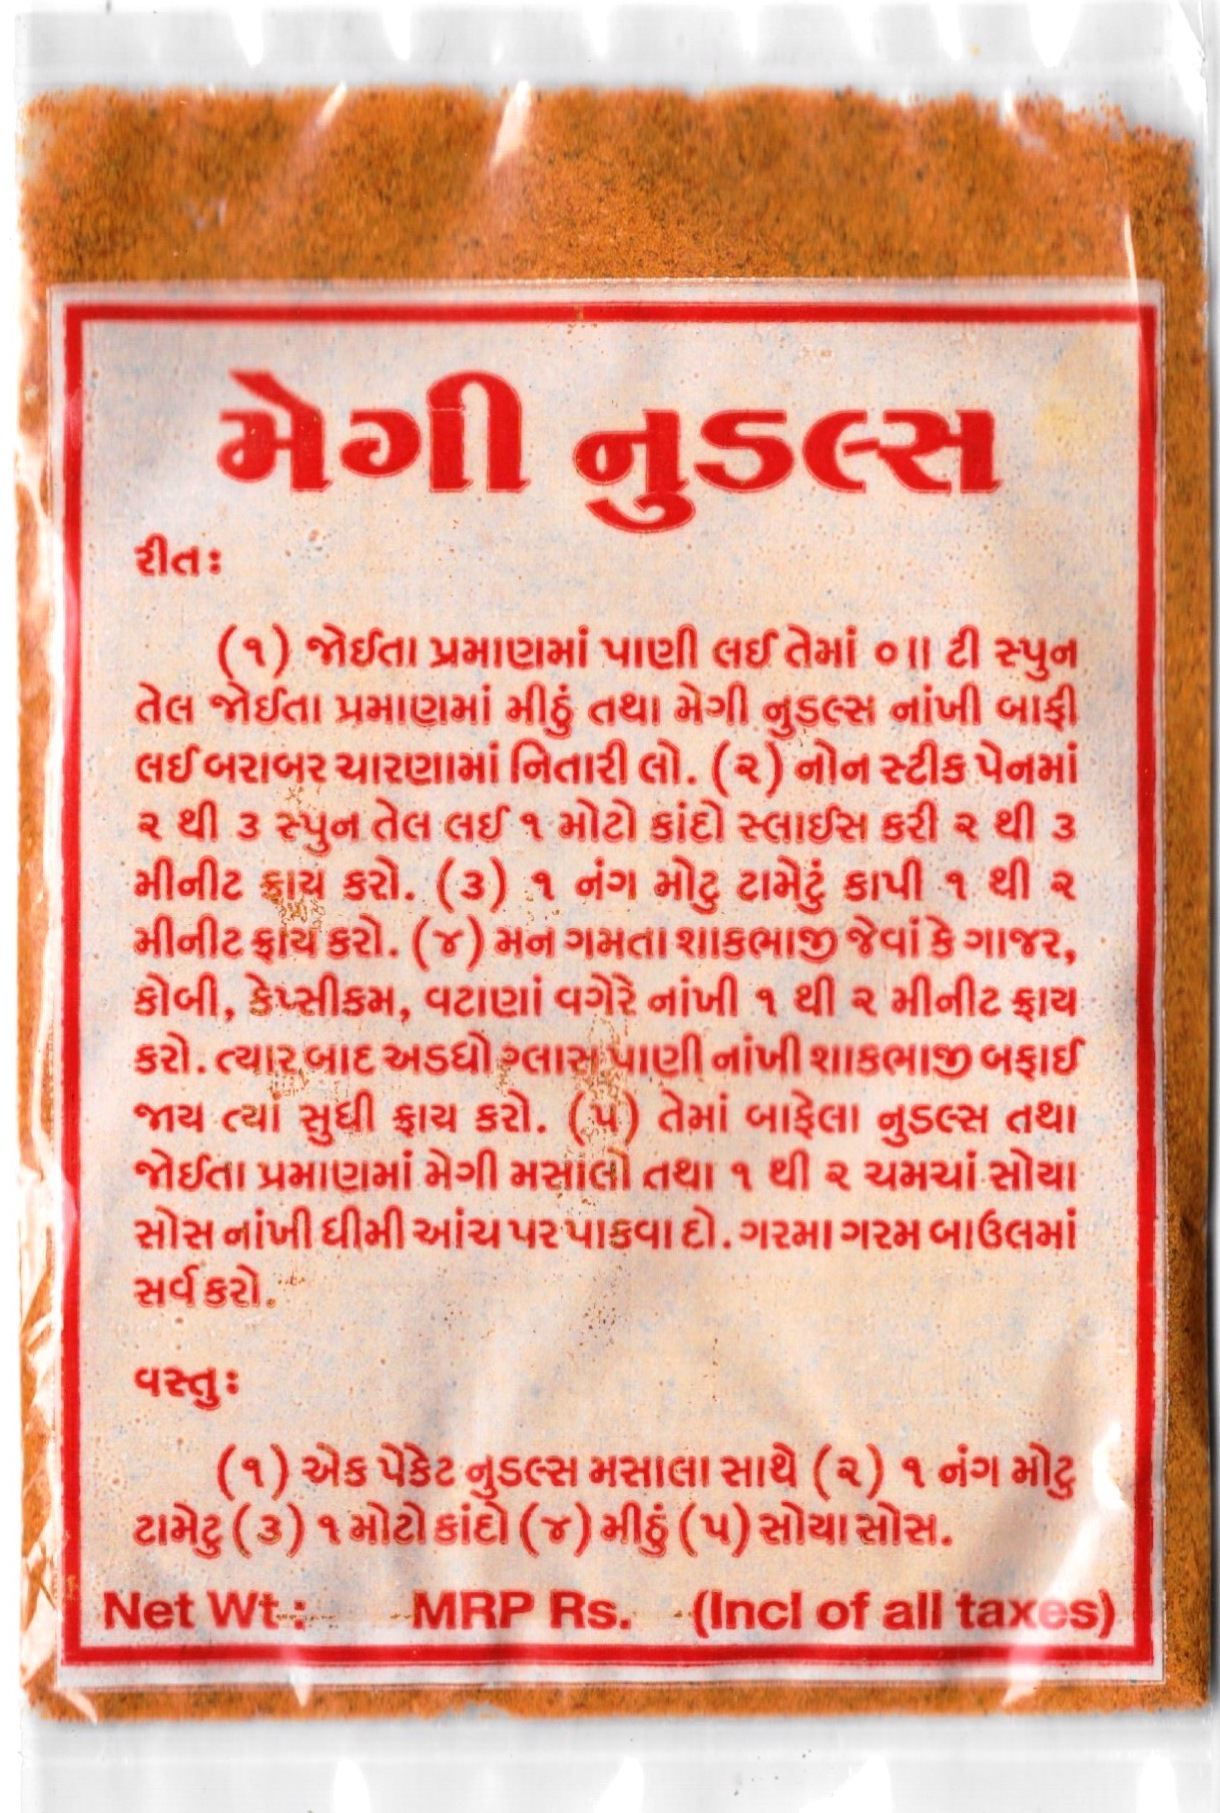 મેગી નુડલ્સ
રીત:
(૧) જોઈતા પ્રમાણમાં પાણી લઈ તેમાં ૦॥ ટી સ્પુન
તેલ જોઈતા પ્રમાણમાં મીઠું તથા મેગી નુડલ્સ નાંખી બાફી
લઈ બરાબર ચારણામાં નિતારી લો. (૨) નોન સ્ટીક પેનમાં
૨ થી ૩ સ્પુન તેલ લઈ ૧ મોટો કાંદો સ્લાઈસ કરી ૨ થી ૩
મીનીટ ફ્રાય કરો. (૩) ૧ નંગ મોટુ ટામેટું કાપી ૧ થી ૨
મીનીટ ફ્રાય કરો. (૪) મન ગમતા શાકભાજી જેવાં કે ગાજર,
કોબી, કેપ્સીકમ, વટાણાં વગેરે નાંખી ૧ થી ૨ મીનીટ ફ્રાય
કરો. ત્યાર બાદ અડધો ગ્લાસ પાણી નાંખી શાકભાજી બફાઈ
જાય ત્યાં સુધી ફ્રાય કરો. (૫) તેમાં બાફેલા નુડલ્સ તથા
જોઈતા પ્રમાણમાં મેગી મસાલો તથા ૧ થી ૨ ચમચાં સોયા
સોસ નાંખી ધીમી આંચ પર પાકવા દો. ગરમા ગરમ બાઉલમાં
સર્વ કરો.
વસ્તુ:
(૧) એક પેકેટ નુડલ્સ મસાલા સાથે (૨) ૧ નંગ મોટુ
ટામેટુ (૩) ૧ મોટો કાંદો (૪) મીઠું (૫) સોયા સોસ.
Net Wt.: MRP Rs. (Incl of all taxes)